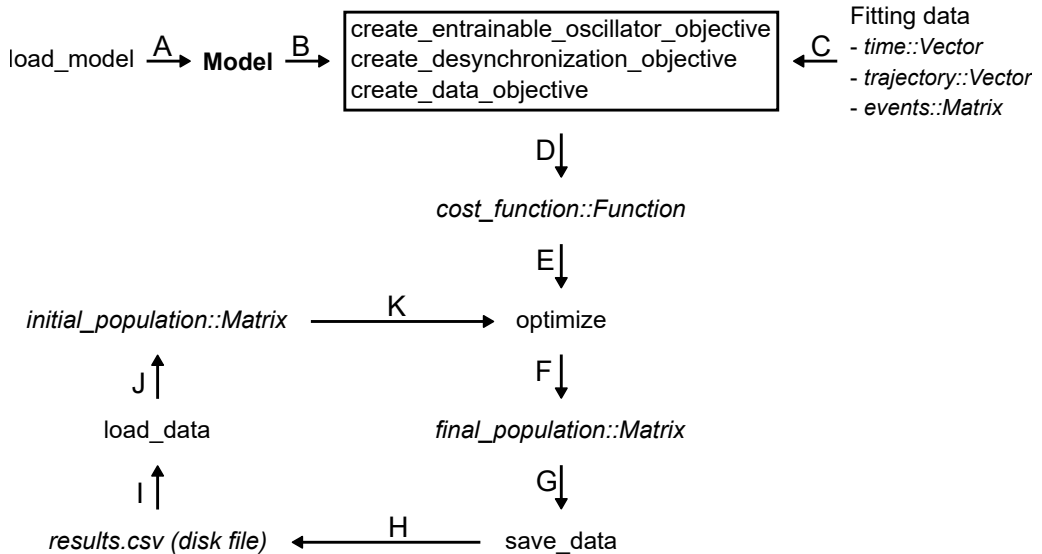 load_model
A
Model
B
create_entrainable_oscillator_objective
create_desynchronization_objective
create_data_objective
C
Fitting data
- time::Vector
- trajectory::Vector
- events::Matrix
D
cost_function::Function
E
initial_population::Matrix
K
optimize
J
F
load_data
final_population::Matrix
I
G
results.csv (disk file)
H
save_data